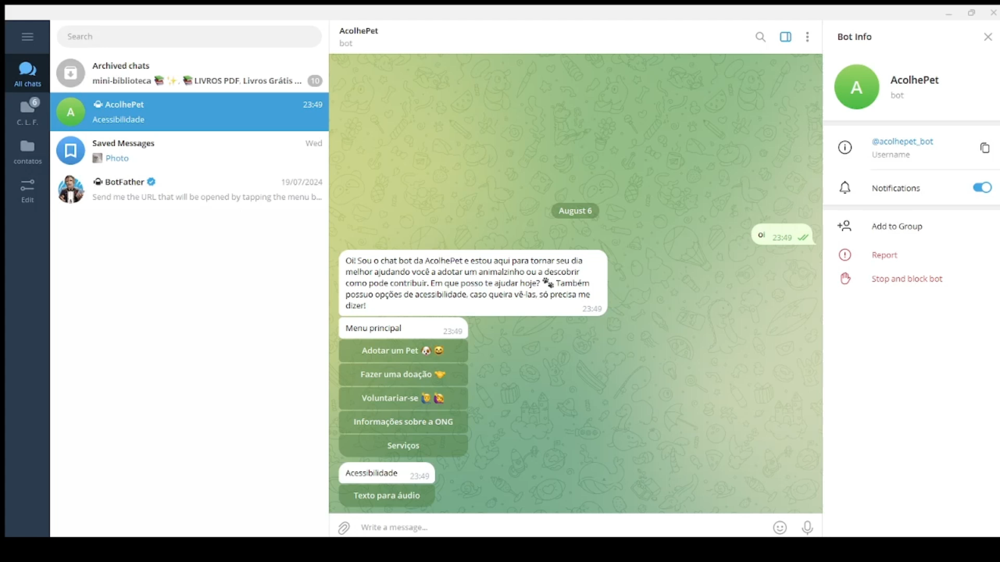 Search
All chats
6
C. L. F.
contatos
Edit
Archived chats
mini-biblioteca 📚 ✨, 📚 LIVROS PDF, Livros Grátis ...
10
A
AcolhePet
23:49
Acessibilidade
Saved Messages
Wed
Photo
BotFather
19/07/2024
Send me the URL that will be opened by tapping the menu b...
AcolhePet
bot
August 6
oi 23:49
Oi! Sou o chat bot da AcolhePet e estou aqui para tornar seu dia
melhor ajudando você a adotar um animalzinho ou a descobrir
como pode contribuir. Em que posso te ajudar hoje? 🐾 Também
possuo opções de acessibilidade, caso queira vê-las, só precisa me
dizer!
23:49
Menu principal 23:49
Adotar um Pet 🐶 😄
Fazer uma doação 🤝
Voluntariar-se 🙋‍♂️ 🙋‍♀️
Informações sobre a ONG
Serviços
Acessibilidade 23:49
Texto para áudio
Write a message...
Bot Info
A
AcolhePet
bot
@acolhepet_bot
Username
Notifications
Add to Group
Report
Stop and block bot